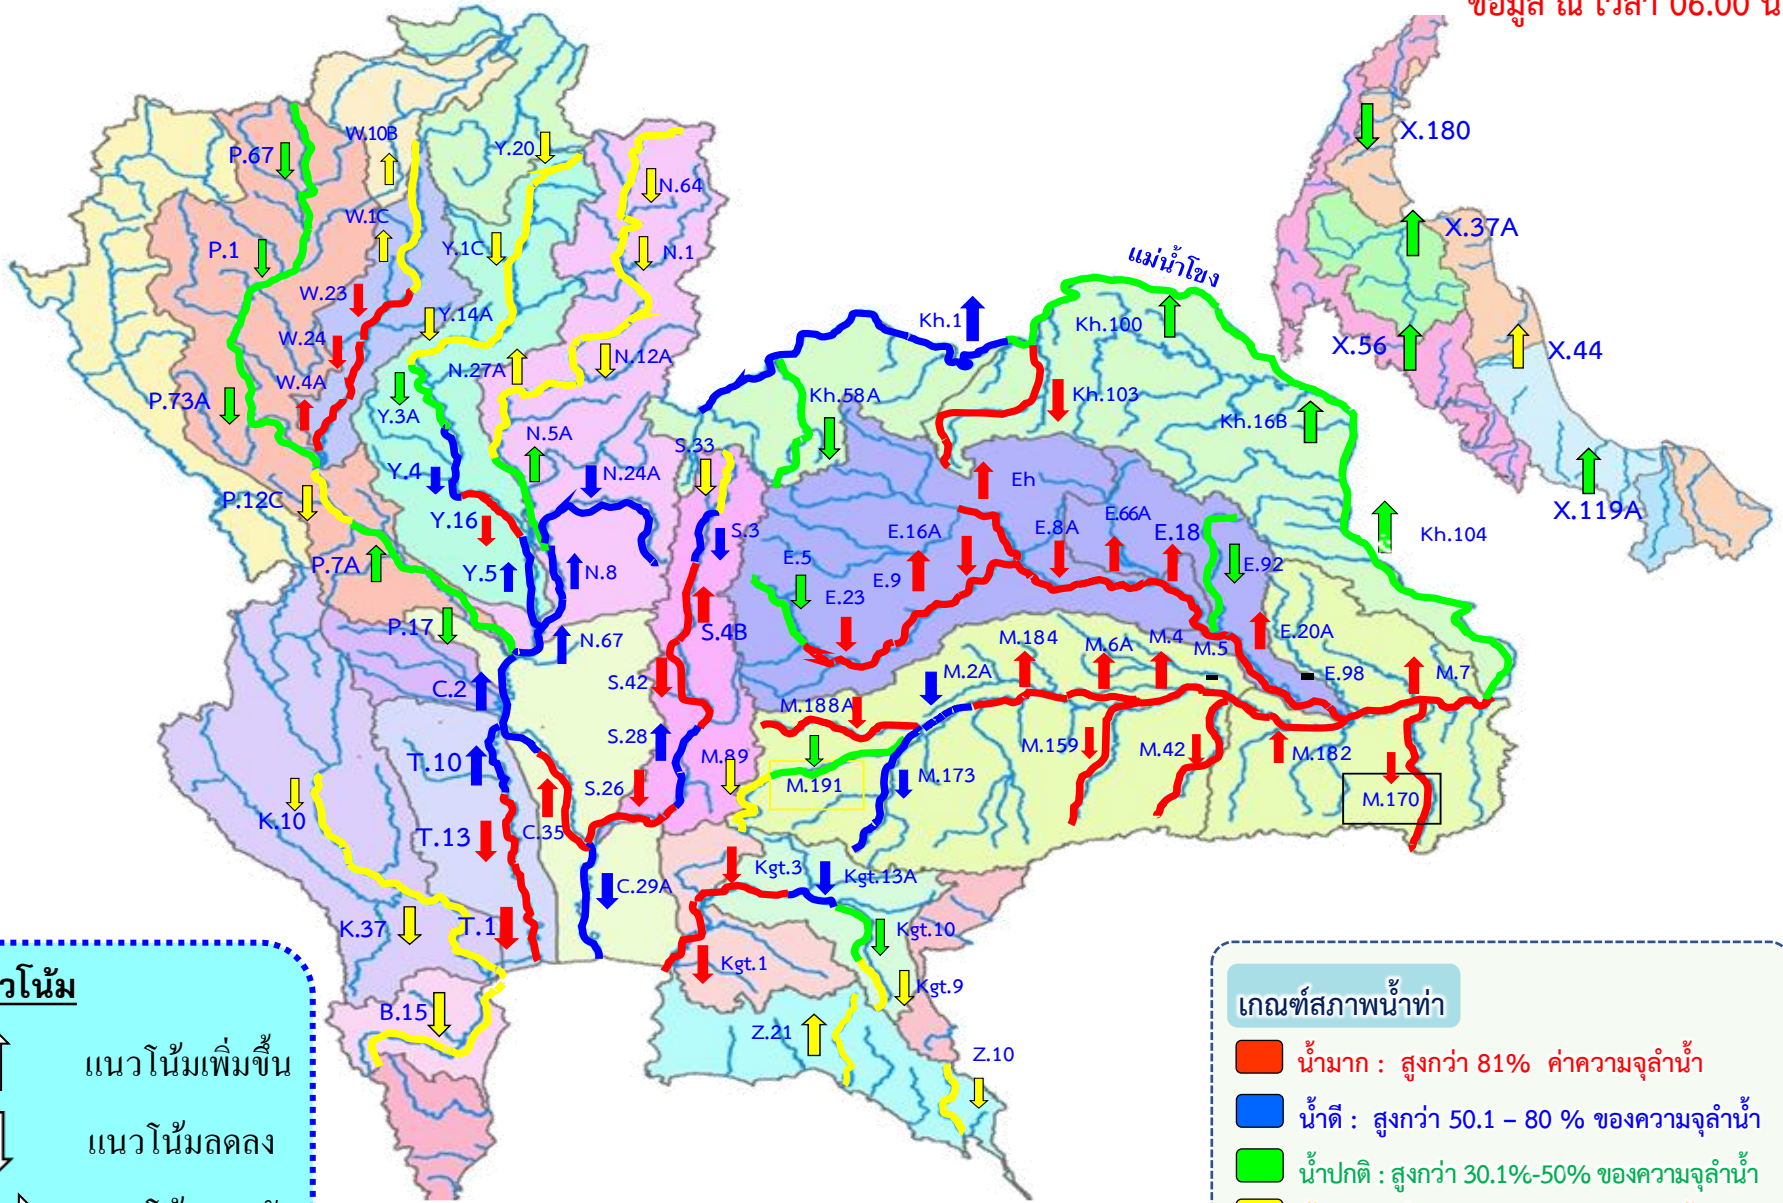 ข้อมูล ณ เวลา 06.00 น
W.10B
Y.20
P.67
N.64
X.180
W.1C
P.1
Y.1C
N.1
X.37A
แม่น้ำโขง
W.23
Y.14A
Kh.1
Kh.100
W.24
N.27A
N.12A
X.56
X.44
W.4A
P.73A
Y.3A
Kh.58A
Kh.103
Kh.16B
N.5A
S.33
Y.4
N.24A
Eh
P.12C
X.119A
Y.16
S.3
E.16A
E.8A
E.66A
E.18
Kh.104
P.7A
Y.5
N.8
E.5
E.9
E.92
E.23
P.17
N.67
S.4B
M.184
M.6A
M.4
M.5
E.20A
E.98
M.7
C.2
S.42
M.2A
M.188A
T.10
S.28
M.89
M.159
M.42
M.182
M.173
S.26
M.191
M.170
K.10
T.13
C.35
Kgt.3
Kgt.13A
C.29A
K.37
T.1
Kgt.10
Kgt.1
Kgt.9
B.15
Z.21
Z.10
วโน้ม
แนวโน้มเพิ่มขึ้น
แนวโน้มลดลง
เกณฑ์สภาพน้ำท่า
น้ำมาก : สูงกว่า 81% ค่าความจุลำน้ำ
น้ำดี : สูงกว่า 50.1 – 80 % ของความจุลำน้ำ
น้ำปกติ : สูงกว่า 30.1%-50% ของความจุลำน้ำ